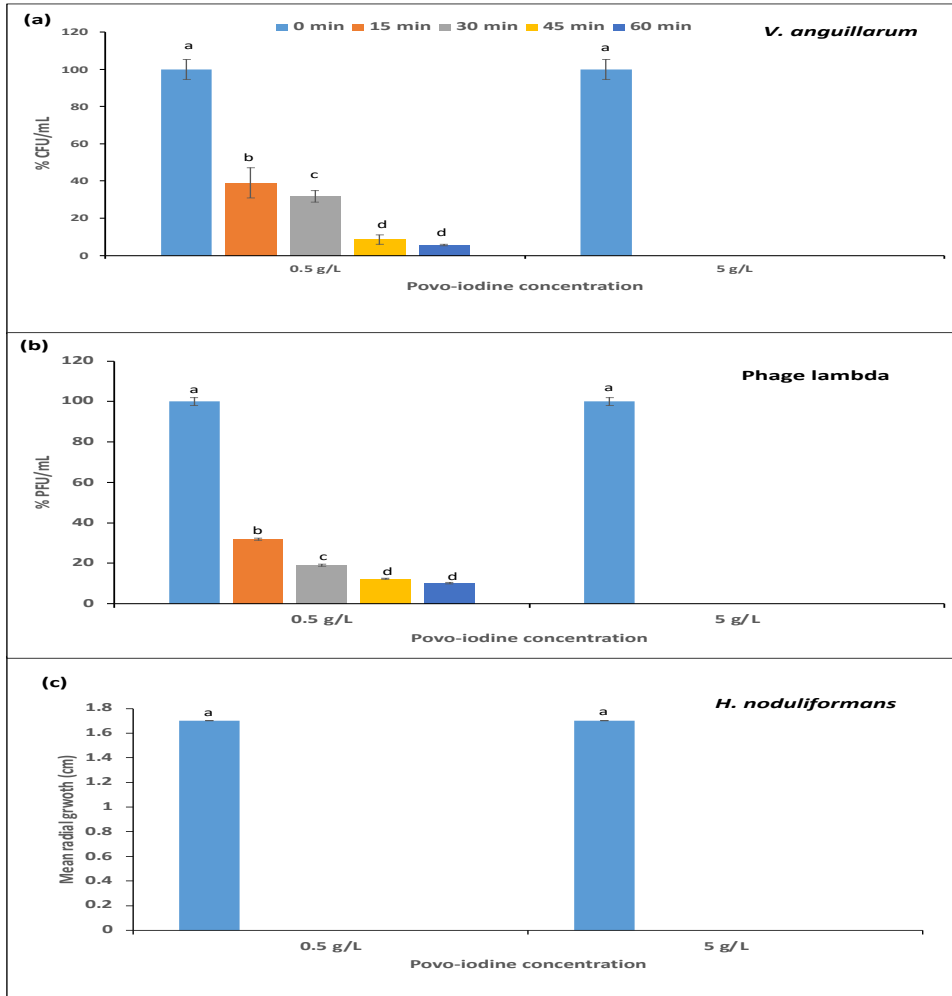 (a)
0 min 15 min 30 min 45 min 60 min
V. anguillarum
120
100
80
60
40
20
0
% CFU/mL
a
b
c
d
d
a
0.5 g/L
5 g/L
Povo-iodine concentration
(b)
Phage lambda
120
100
80
60
40
20
0
% PFU/mL
a
b
c
d
d
a
0.5 g/L
5 g/L
Povo-iodine concentration
(c)
H. noduliformans
1.8
1.6
1.4
1.2
1
0.8
0.6
0.4
0.2
0
Mean radial grwoth (cm)
a
a
0.5 g/L
5 g/L
Povo-iodine concentration